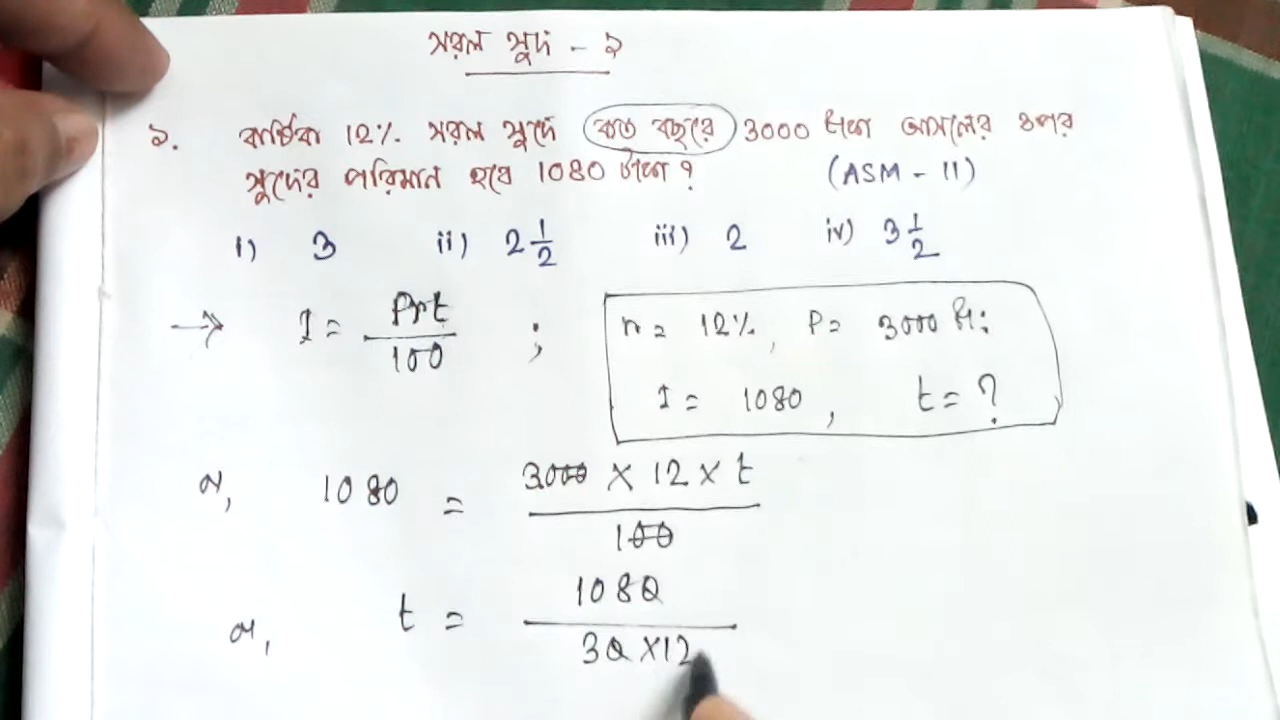 সরল সুদ - ১
১. বার্ষিক 12% সরল সুদে কত বছরে 3000 টাকা আসলের ওপর
সুদের পরিমান হবে 1080 টাকা ? (ASM - 11)
i) 3 ii) 2 1/2 iii) 2 iv) 3 1/2
→ I = Prt/100 ; r = 12%, P = 3000 টা:
I = 1080, t = ?
বা, 1080 = 3000 × 12 × t / 100
বা, t = 1080 / 30 × 12